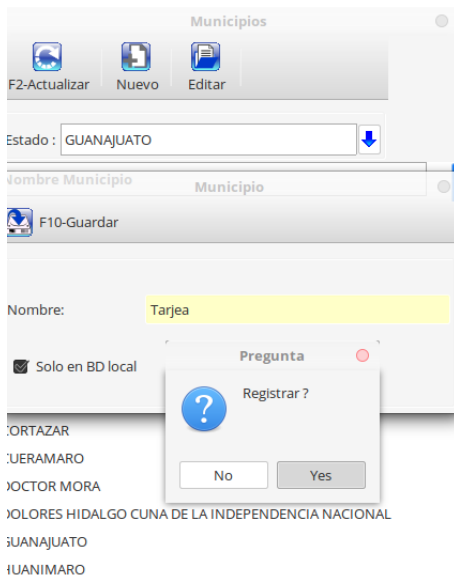 Municipios
F2-Actualizar Nuevo Editar
Estado : GUANAJUATO
Nombre Municipio
Municipio
F10-Guardar
Nombre: Tarjea
Solo en BD local
Pregunta
Registrar ?
No Yes
CORTAZAR
CUERAMARO
DOCTOR MORA
DOLORES HIDALGO CUNA DE LA INDEPENDENCIA NACIONAL
GUANAJUATO
HUANIMARO